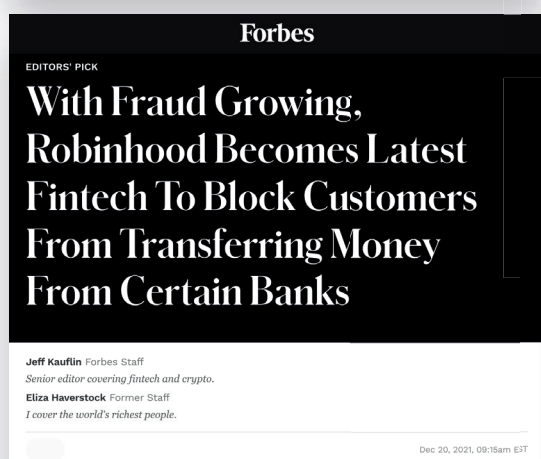 Forbes
EDITORS' PICK
With Fraud Growing,
Robinhood Becomes Latest
Fintech To Block Customers
From Transferring Money
From Certain Banks
Jeff Kauflin Forbes Staff
Senior editor covering fintech and crypto.
Eliza Haverstock Former Staff
I cover the world's richest people.
Dec 20, 2021, 09:15am EST